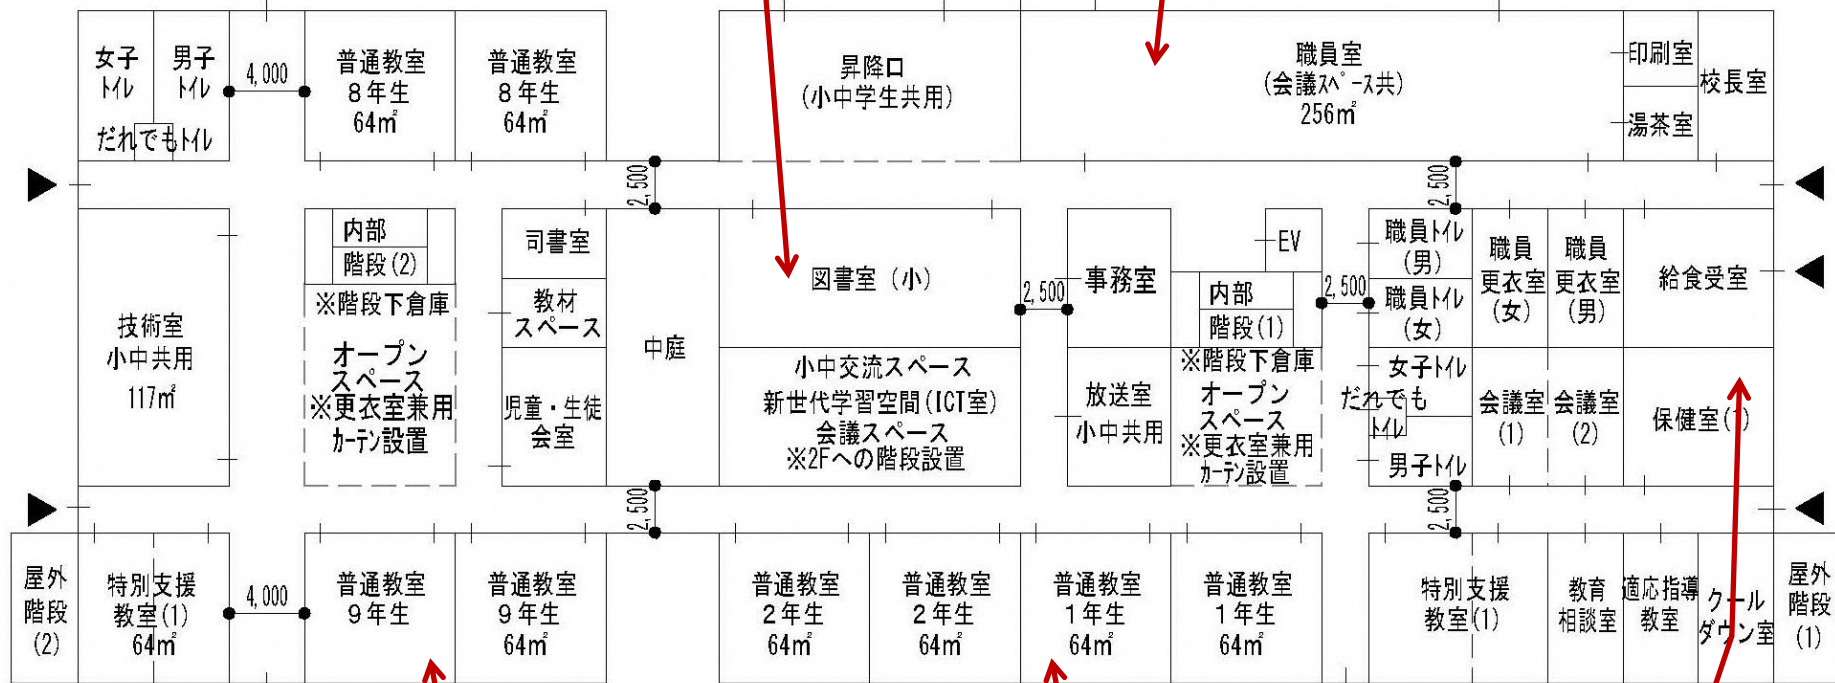 女子
トイレ
男子
トイレ
だれでもトイレ
4,000
普通教室
8年生
64㎡
普通教室
8年生
64㎡
昇降口
(小中学生共用)
職員室
(会議スペース共)
256㎡
印刷室
湯茶室
校長室
2,500
2,500
技術室
小中共用
117㎡
内部
階段(2)
※階段下倉庫
オープン
スペース
※更衣室兼用
カーテン設置
司書室
教材
スペース
児童・生徒
会室
中庭
図書室（小）
小中交流スペース
新世代学習空間(ICT室)
会議スペース
※2Fへの階段設置
2,500
事務室
放送室
小中共用
EV
内部
階段(1)
※階段下倉庫
オープン
スペース
※更衣室兼用
カーテン設置
2,500
職員トイレ
(男)
職員トイレ
(女)
女子トイレ
だれでも
トイレ
男子トイレ
職員
更衣室
(女)
職員
更衣室
(男)
会議室
(1)
会議室
(2)
給食受室
保健室(1)
2,500
2,500
屋外
階段
(2)
特別支援
教室(1)
64㎡
4,000
普通教室
9年生
普通教室
9年生
64㎡
普通教室
2年生
64㎡
普通教室
2年生
64㎡
普通教室
1年生
64㎡
普通教室
1年生
64㎡
特別支援
教室(1)
教育
相談室
適応指導
教室
クール
ダウン室
屋外
階段
(1)